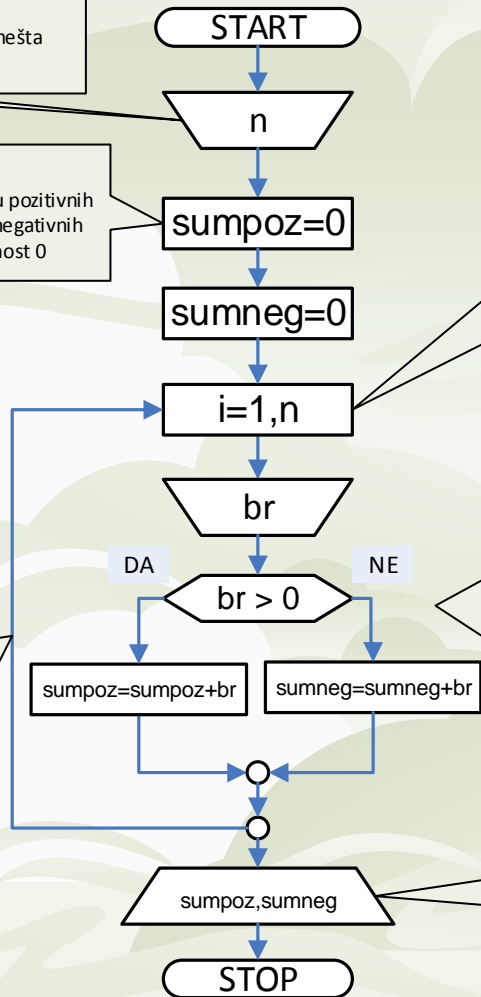 nešta
START
n
u pozitivnih
negativnih
nost 0
sumpoz=0
sumneg=0
i=1,n
br
DA
NE
br > 0
sumpoz=sumpoz+br
sumneg=sumneg+br
sumpoz,sumneg
STOP